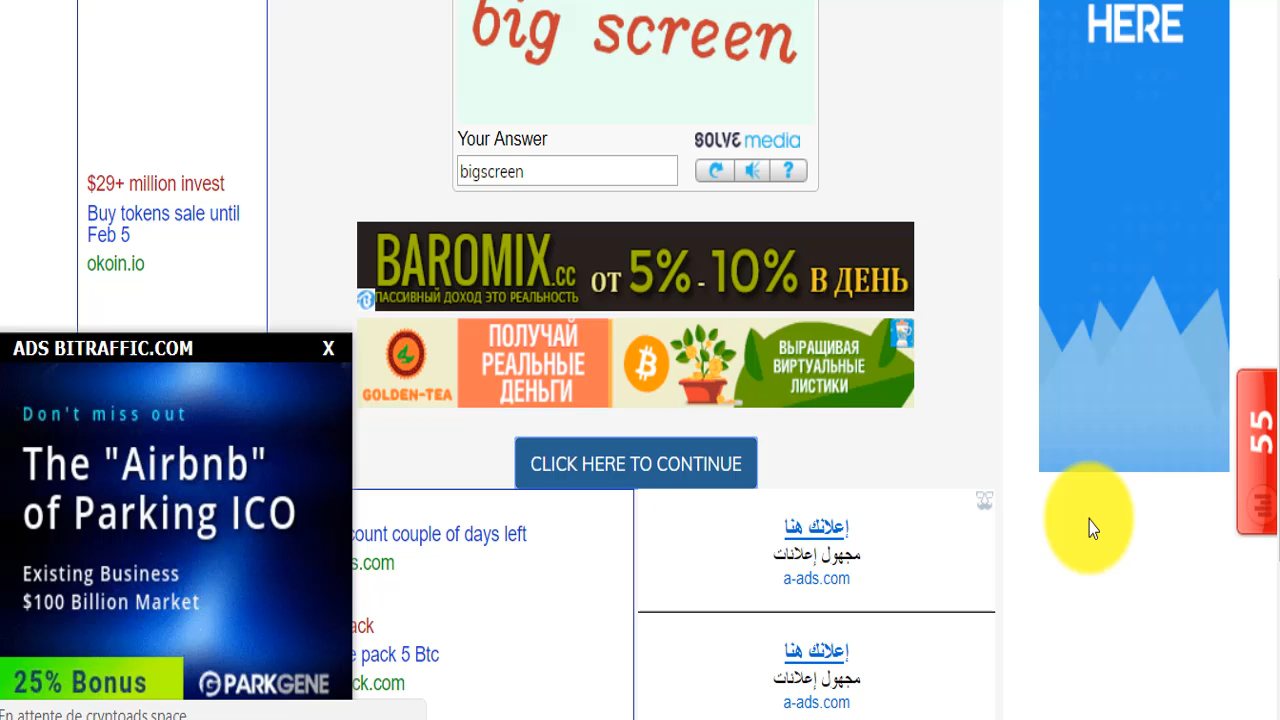 HERE
big screen
Your Answer
SOLVE media
bigscreen
?
$29+ million invest
Buy tokens sale until
Feb 5
okoin.io
BAROMIX.cc
ПАССИВНЫЙ ДОХОД ЭТО РЕАЛЬНОСТЬ
ОТ 5% - 10% В ДЕНЬ
GOLDEN-TEA
ПОЛУЧАЙ
РЕАЛЬНЫЕ
ДЕНЬГИ
ВЫРАЩИВАЯ
ВИРТУАЛЬНЫЕ
ЛИСТИКИ
ADS BITRAFFIC.COM X
Don't miss out
The "Airbnb"
of Parking ICO
Existing Business
$100 Billion Market
25% Bonus
PARKGENE
CLICK HERE TO CONTINUE
55
ount couple of days left
s.com
ack
e pack 5 Btc
ck.com
إعلانك هنا
مجهول إعلانات
a-ads.com
إعلانك هنا
مجهول إعلانات
a-ads.com
En attente de cryptoads.space